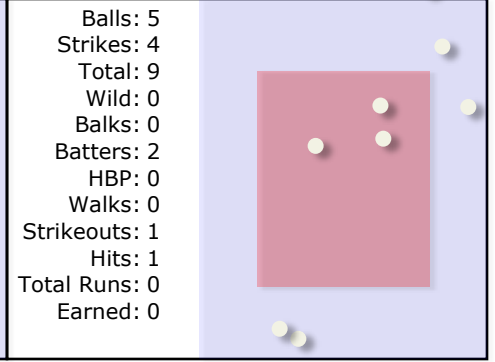 Balls: 5
Strikes: 4
Total: 9
Wild: 0
Balks: 0
Batters: 2
HBP: 0
Walks: 0
Strikeouts: 1
Hits: 1
Total Runs: 0
Earned: 0